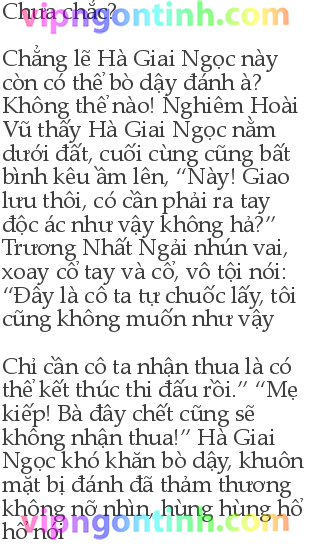 Chưa chắc?
vipngontinh.com
Chẳng lẽ Hà Giai Ngọc này
còn có thể bò dậy đánh à?
Không thể nào! Nghiêm Hoài
Vũ thấy Hà Giai Ngọc nằm
dưới đất, cuối cùng cũng bất
bình kêu ầm lên, “Này! Giao
lưu thôi, có cần phải ra tay
độc ác như vậy không hả?”
Trương Nhất Ngải nhún vai,
xoay cổ tay và cổ, vô tội nói:
“Đây là cô ta tự chuốc lấy, tôi
cũng không muốn như vậy
Chỉ cần cô ta nhận thua là có
thể kết thúc thi đấu rồi.” “Mẹ
kiếp! Bà đây chết cũng sẽ
không nhận thua!” Hà Giai
Ngọc khó khăn bò dậy, khuôn
mặt bị đánh đã thảm thương
không nỡ nhìn, hùng hùng hổ
vipngontinh.com
hổ nói